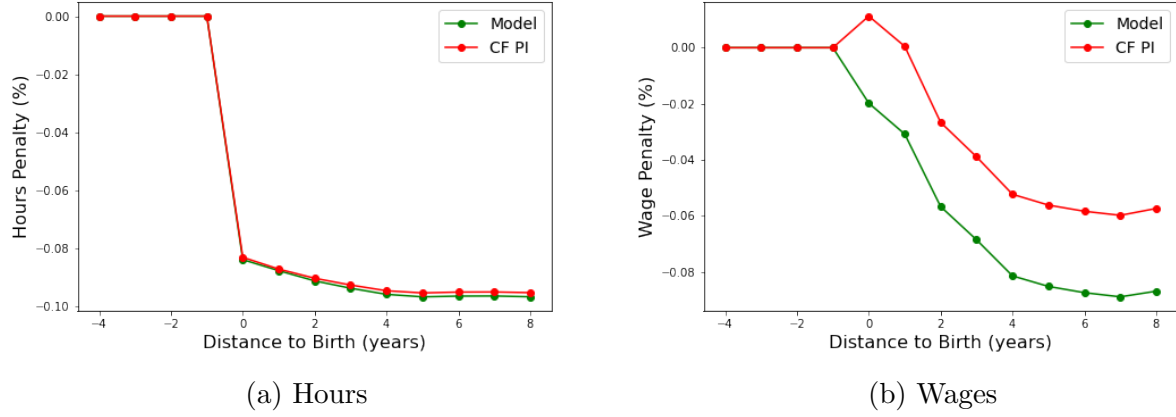 0.00
−0.02
−0.04
−0.06
−0.08
−0.10
Hours Penalty (%)
Model
CF PI
−4
−2
0
2
4
6
8
Distance to Birth (years)
(a) Hours
0.00
−0.02
−0.04
−0.06
−0.08
Wage Penalty (%)
Model
CF PI
−4
−2
0
2
4
6
8
Distance to Birth (years)
(b) Wages